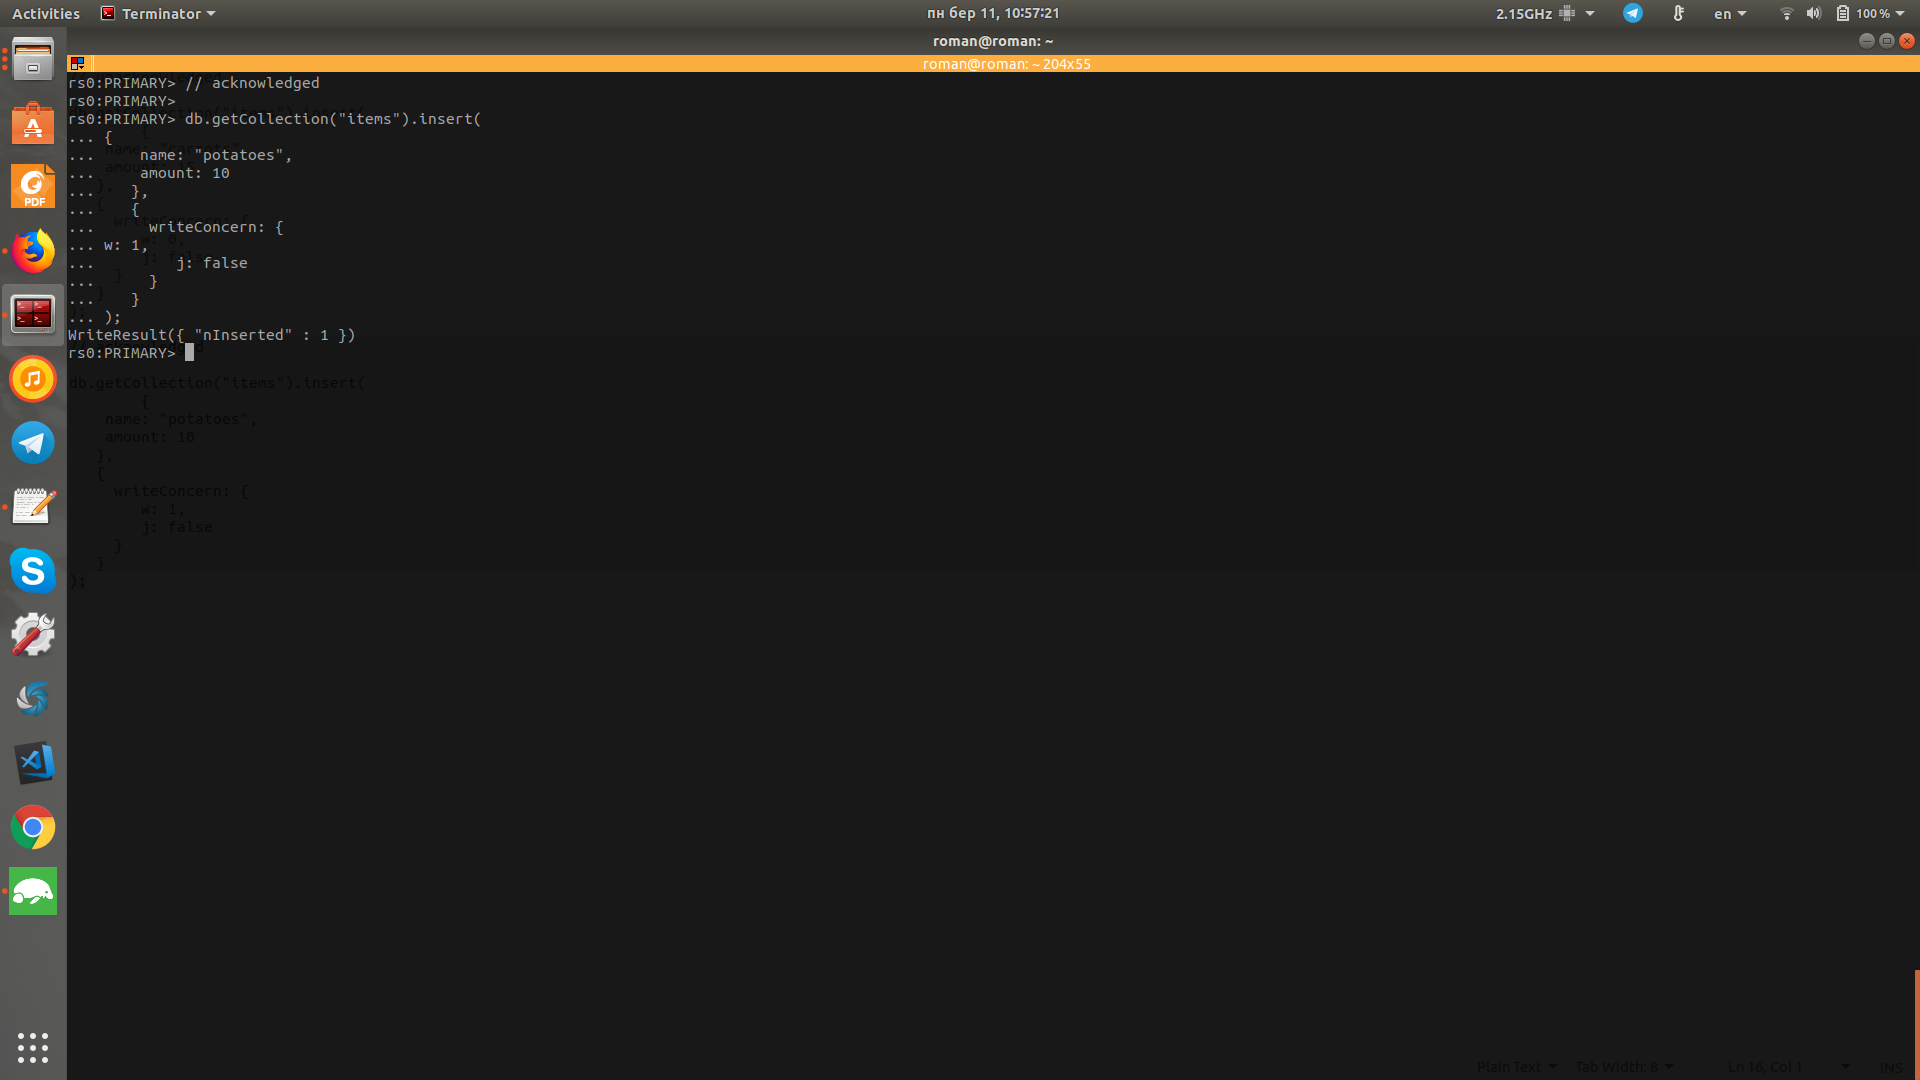 Activities Terminator пн бер 11, 10:57:21 2.15GHz en 100 %
roman@roman: ~
roman@roman: ~ 204x55
rs0:PRIMARY> // acknowledged
rs0:PRIMARY>
rs0:PRIMARY> db.getCollection("items").insert(
... {
...     name: "potatoes",
...     amount: 10
...    },
...    {
...      writeConcern: {
... w: 1,
...         j: false
...      }
...    }
... );
WriteResult({ "nInserted" : 1 })
rs0:PRIMARY>
db.getCollection("items").insert(
{
name: "potatoes",
amount: 10
},
{
writeConcern: {
w: 1,
j: false
}
}
);
PDF
Plain Text Tab Width: 8 Ln 16, Col 1 INS